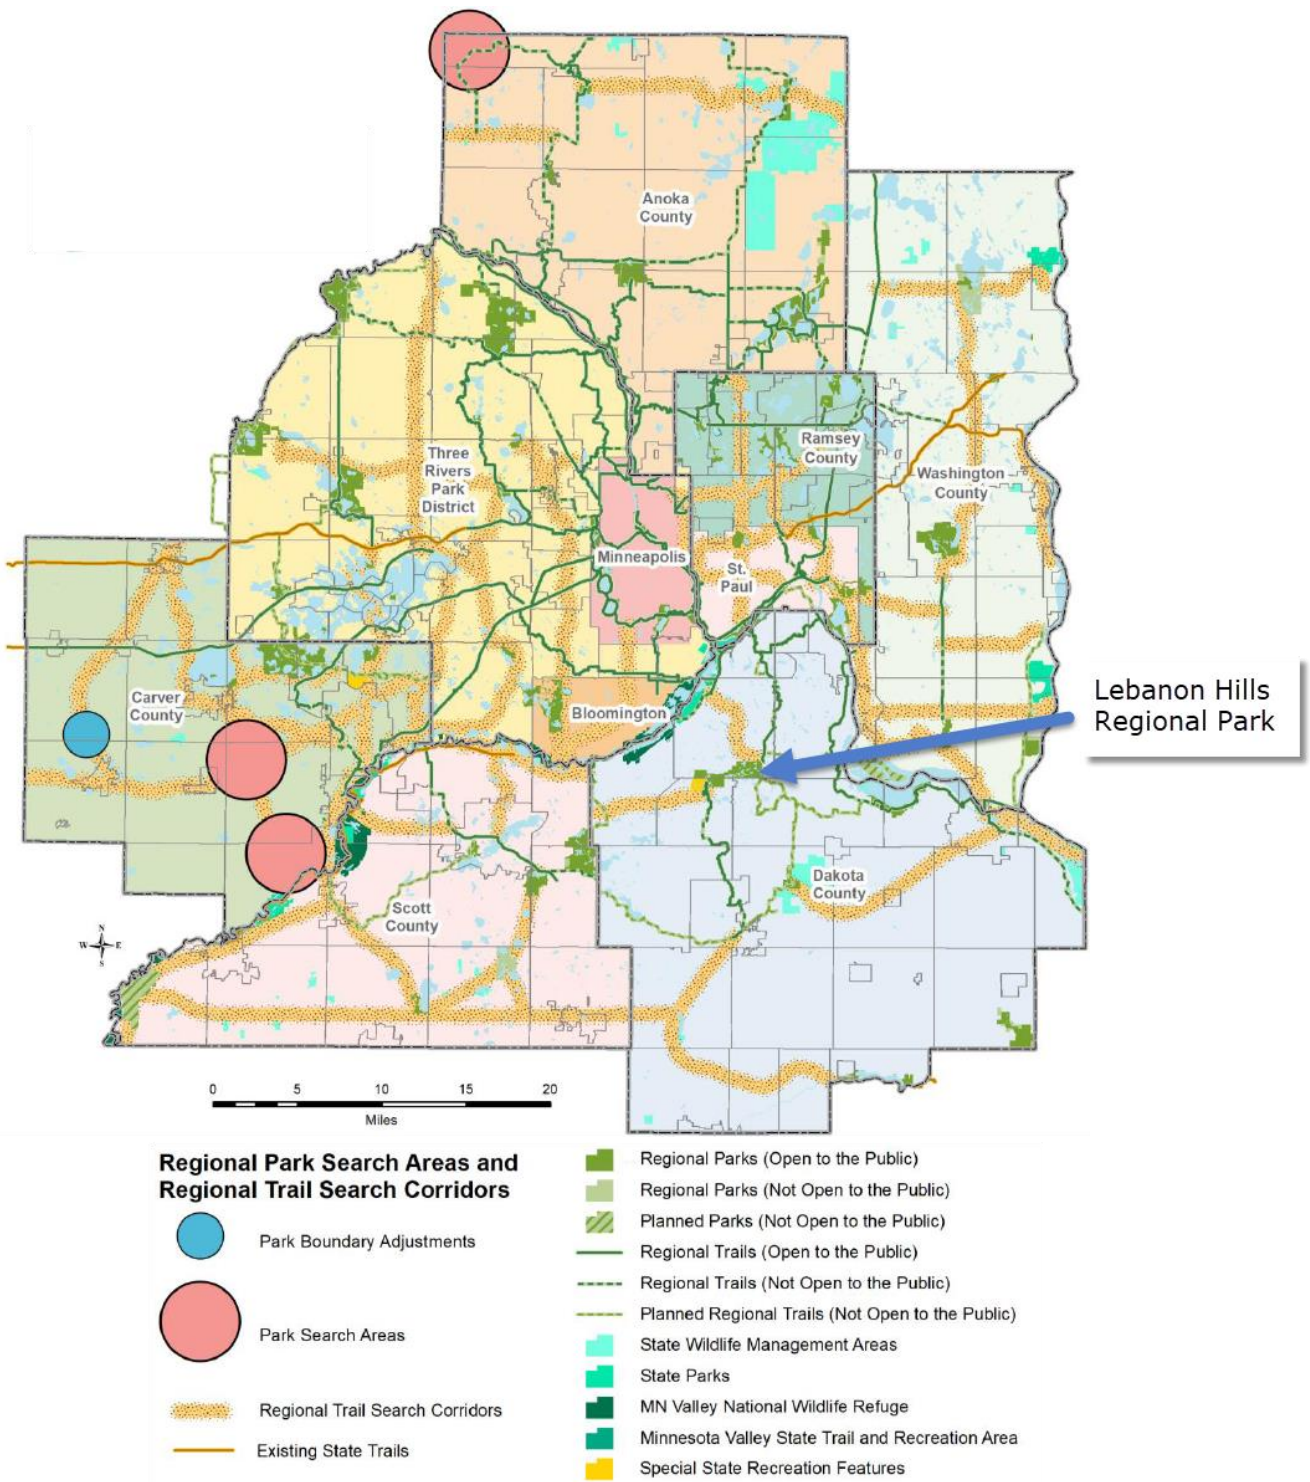 Anoka
County
Ramsey
County
Three
Rivers
Park
District
Washington
County
Minneapolis
St.
Paul
Lebanon Hills
Regional Park
Carver
County
Bloomington
Dakota
County
Scott
County
N
W E
S
0 5 10 15 20
Miles
Regional Park Search Areas and
Regional Trail Search Corridors
Park Boundary Adjustments
Park Search Areas
Regional Trail Search Corridors
Existing State Trails
Regional Parks (Open to the Public)
Regional Parks (Not Open to the Public)
Planned Parks (Not Open to the Public)
Regional Trails (Open to the Public)
Regional Trails (Not Open to the Public)
Planned Regional Trails (Not Open to the Public)
State Wildlife Management Areas
State Parks
MN Valley National Wildlife Refuge
Minnesota Valley State Trail and Recreation Area
Special State Recreation Features